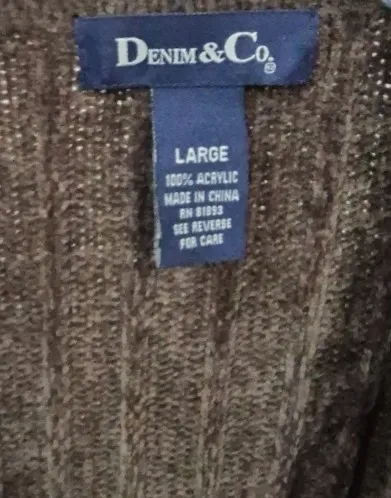 DENIM & CO.
LARGE
100% ACRYLIC
MADE IN CHINA
RN 81893
SEE REVERSE
FOR CARE